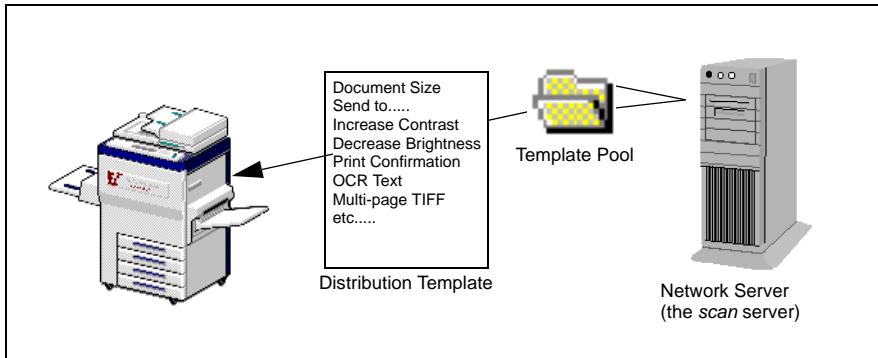 Document Size
Send to.....
Increase Contrast
Decrease Brightness
Print Confirmation
OCR Text
Multi-page TIFF
etc.....
Distribution Template
Template Pool
Network Server
(the scan server)